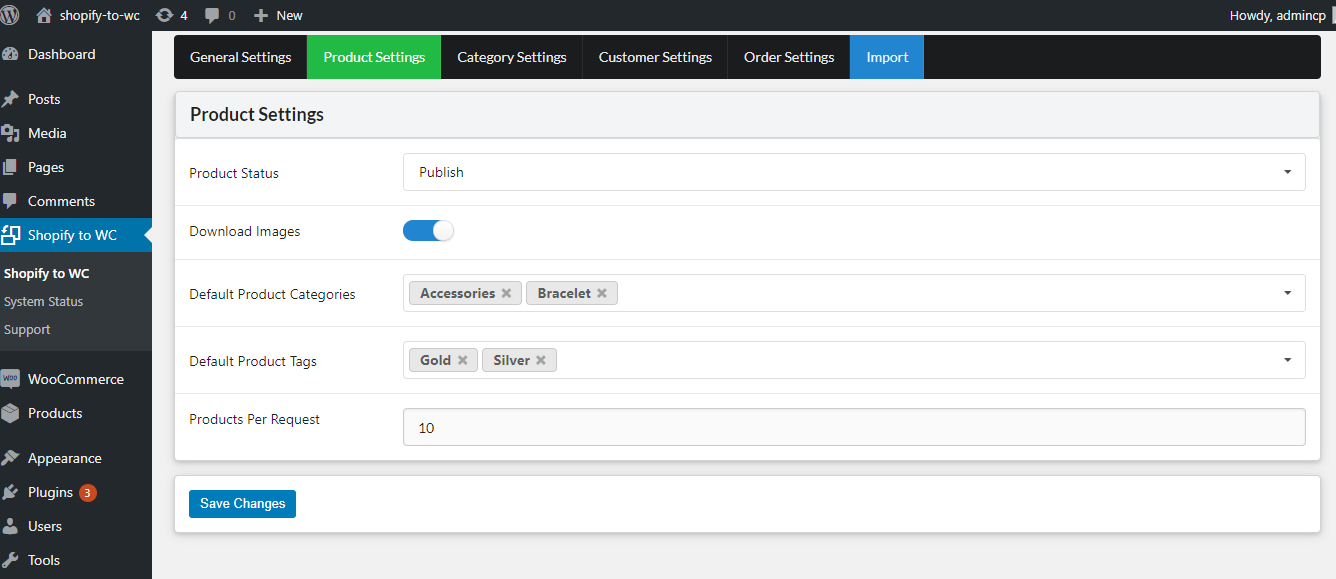 shopify-to-wc 4 0 New Howdy, admincp
Dashboard
Posts
Media
Pages
Comments
Shopify to WC
Shopify to WC
System Status
Support
woo WooCommerce
Products
Appearance
Plugins 3
Users
Tools
General Settings Product Settings Category Settings Customer Settings Order Settings Import
Product Settings
Product Status Publish
Download Images
Default Product Categories Accessories Bracelet
Default Product Tags Gold Silver
Products Per Request 10
Save Changes